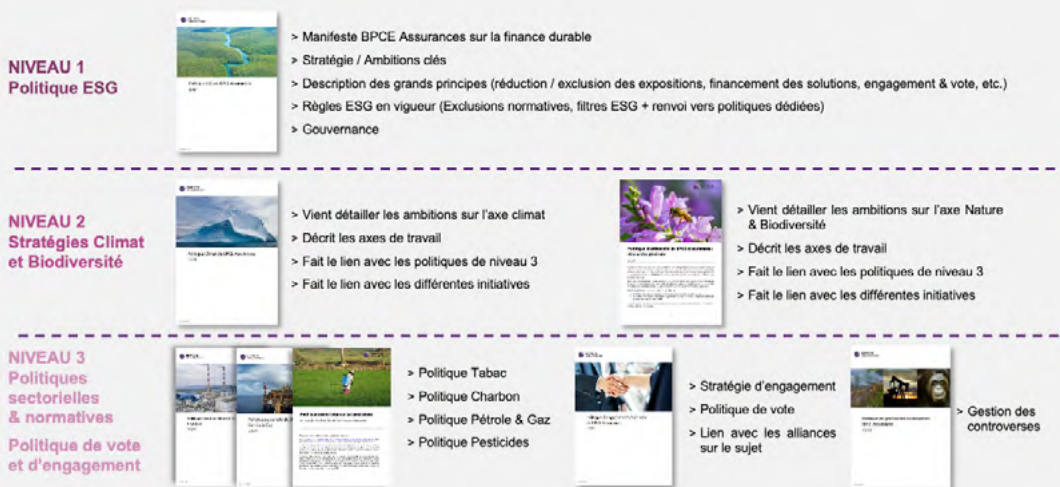 NIVEAU 1
Politique ESG
> Manifeste BPCE Assurances sur la finance durable
> Stratégie / Ambitions clés
> Description des grands principes (réduction / exclusion des expositions, financement des solutions, engagement & vote, etc.)
> Règles ESG en vigueur (Exclusions normatives, filtres ESG + renvoi vers politiques dédiées)
> Gouvernance
NIVEAU 2
Stratégies Climat
et Biodiversité
> Vient détailler les ambitions sur l'axe climat
> Décrit les axes de travail
> Fait le lien avec les politiques de niveau 3
> Fait le lien avec les différentes initiatives
> Vient détailler les ambitions sur l'axe Nature
& Biodiversité
> Décrit les axes de travail
> Fait le lien avec les politiques de niveau 3
> Fait le lien avec les différentes initiatives
NIVEAU 3
Politiques
sectorielles
& normatives
Politique de vote
et d'engagement
> Politique Tabac
> Politique Charbon
> Politique Pétrole & Gaz
> Politique Pesticides
> Stratégie d'engagement
> Politique de vote
> Lien avec les alliances
sur le sujet
> Gestion des
controverses